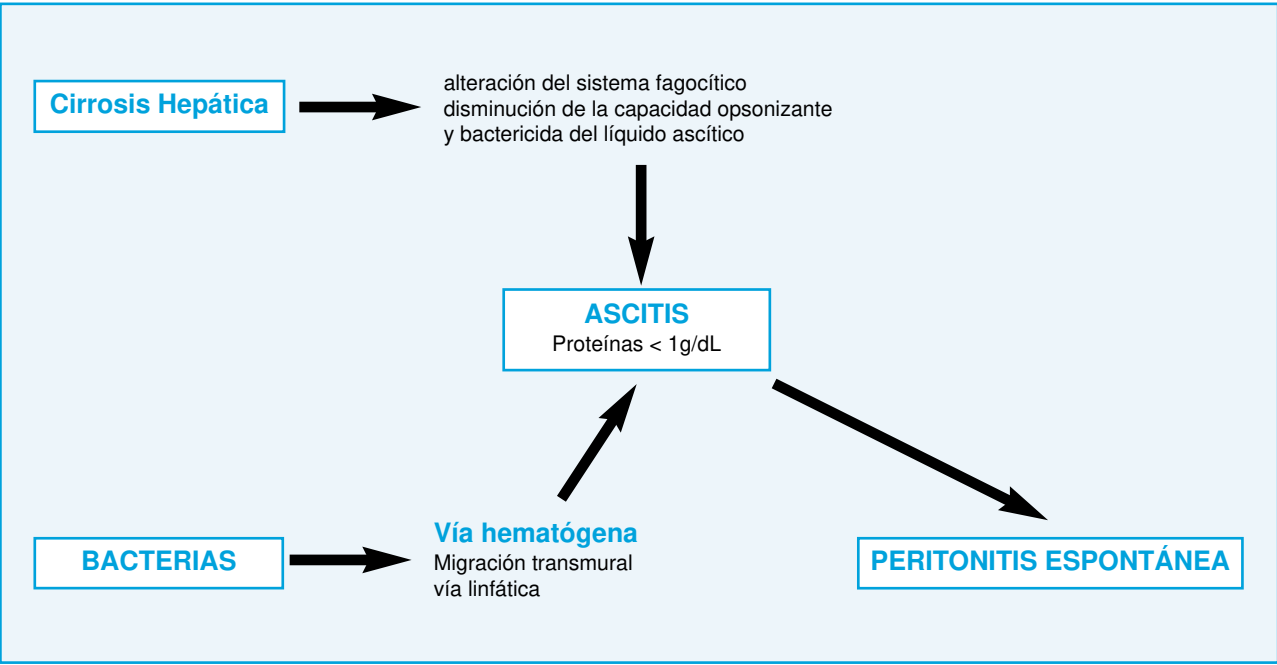 Cirrosis Hepática
alteración del sistema fagocítico
disminución de la capacidad opsonizante
y bactericida del líquido ascítico
ASCITIS
Proteínas < 1g/dL
Vía hematógena
Migración transmural
vía linfática
BACTERIAS
PERITONITIS ESPONTÁNEA